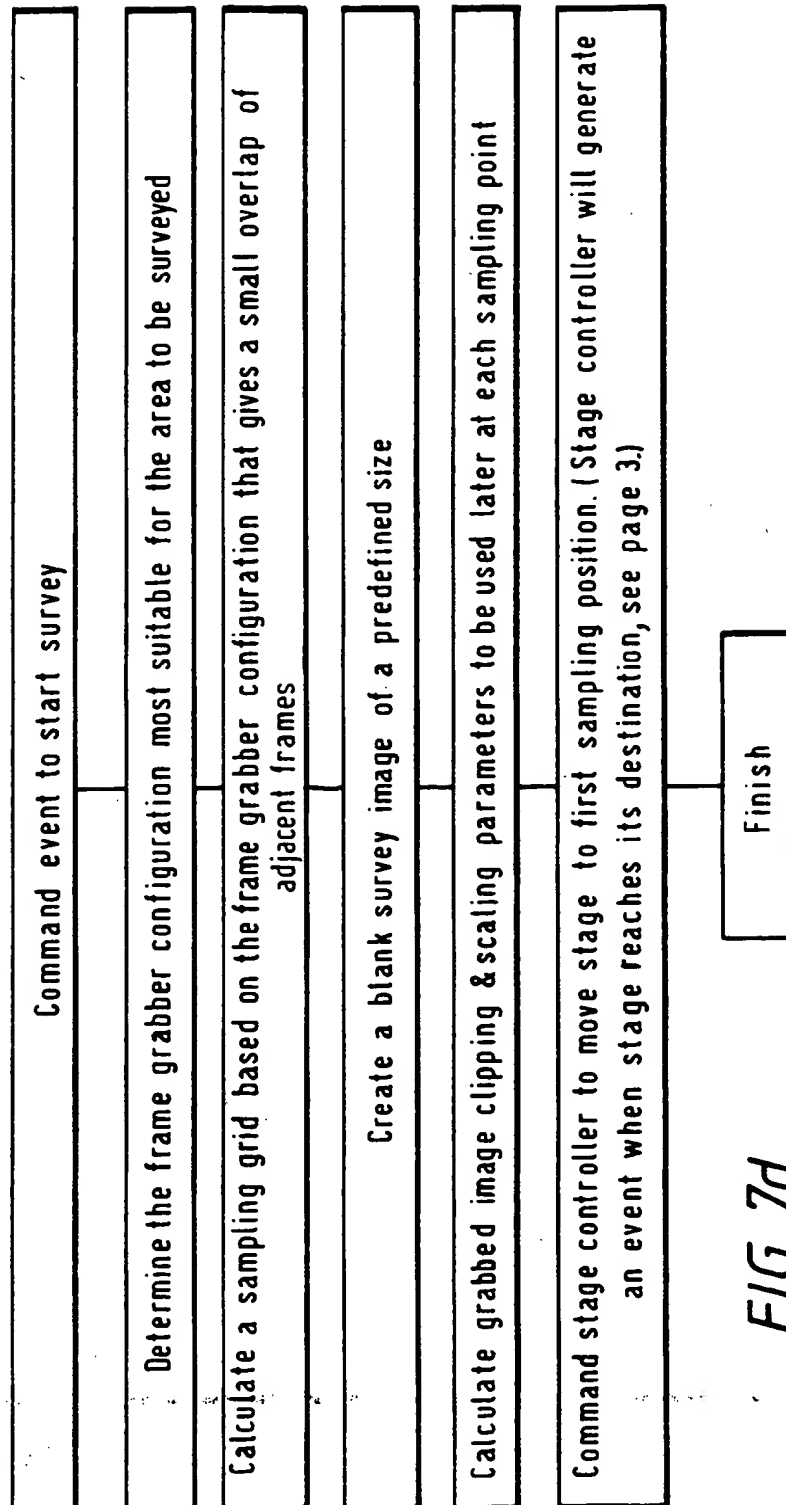 Command event to start survey
Determine the frame grabber configuration most suitable for the area to be surveyed
Calculate a sampling grid based on the frame grabber configuration that gives a small overlap of
adjacent frames
Create a blank survey image of a predefined size
Calculate grabbed image clipping & scaling parameters to be used later at each sampling point
Command stage controller to move stage to first sampling position. (Stage controller will generate
an event when stage reaches its destination, see page 3.)
Finish
FIG. 7d